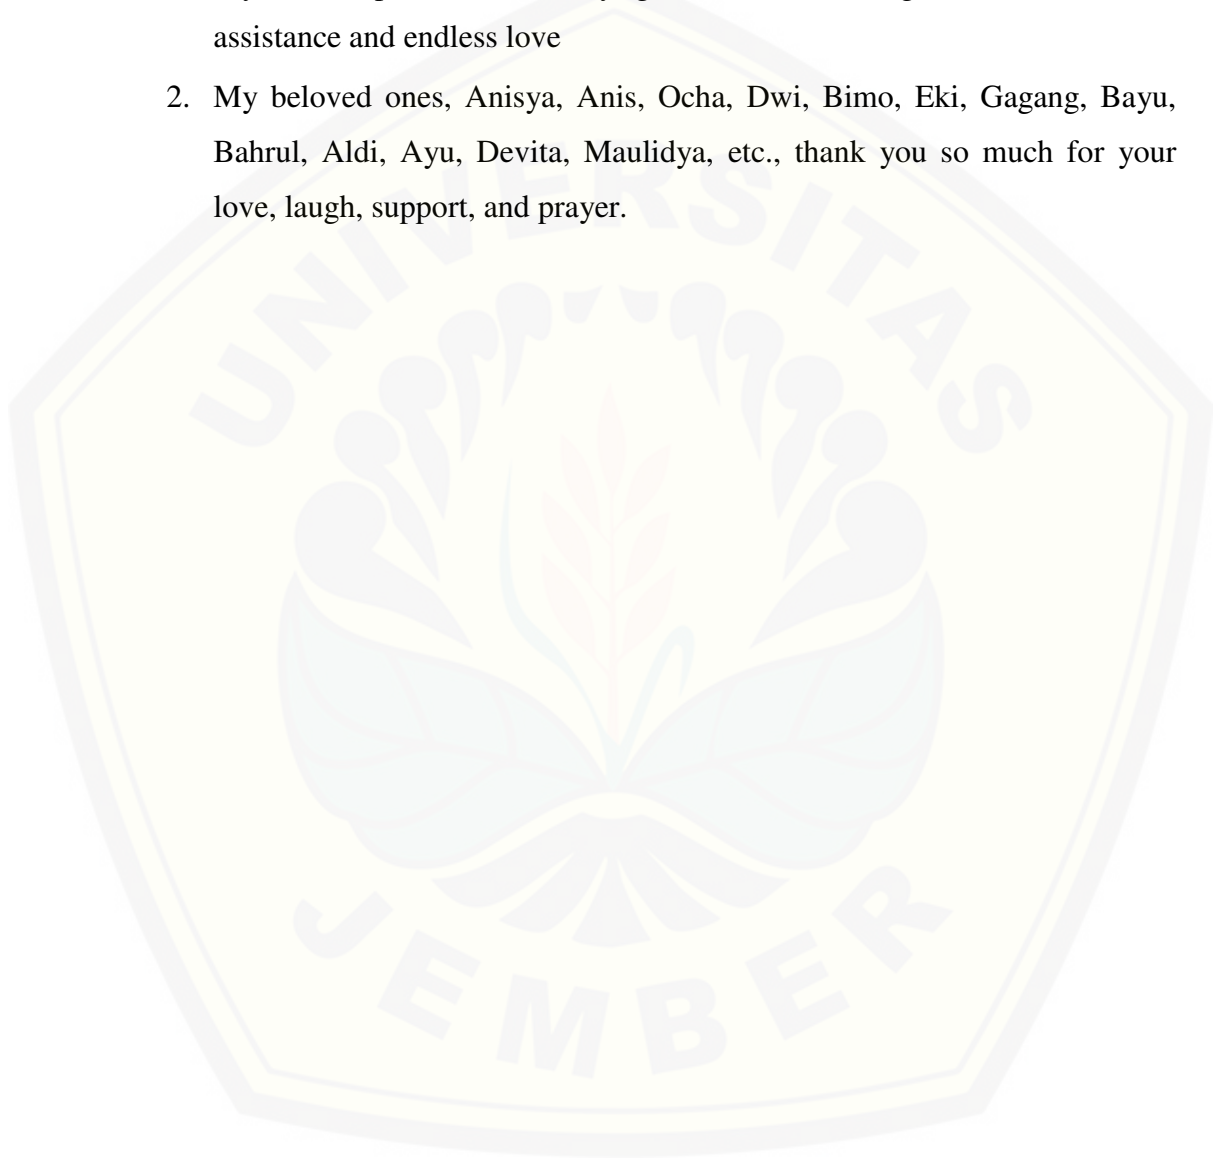 assistance and endless love
2. My beloved ones, Anisya, Anis, Ocha, Dwi, Bimo, Eki, Gagang, Bayu,
Bahrul, Aldi, Ayu, Devita, Maulidya, etc., thank you so much for your
love, laugh, support, and prayer.
UNIVERSITAS
JEMBER